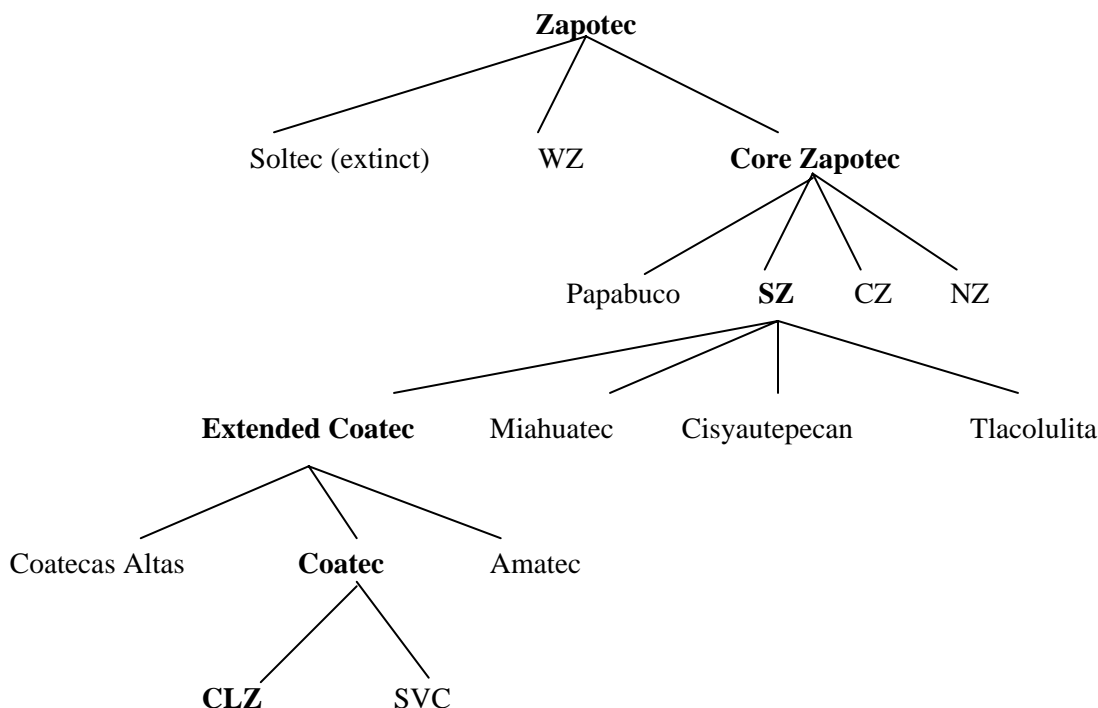 Zapotec
Soltec (extinct) WZ Core Zapotec
Papabuco SZ CZ NZ
Extended Coatec Miahuatec Cisyautepecan Tlacolulita
Coatecas Altas Coatec Amatec
CLZ SVC